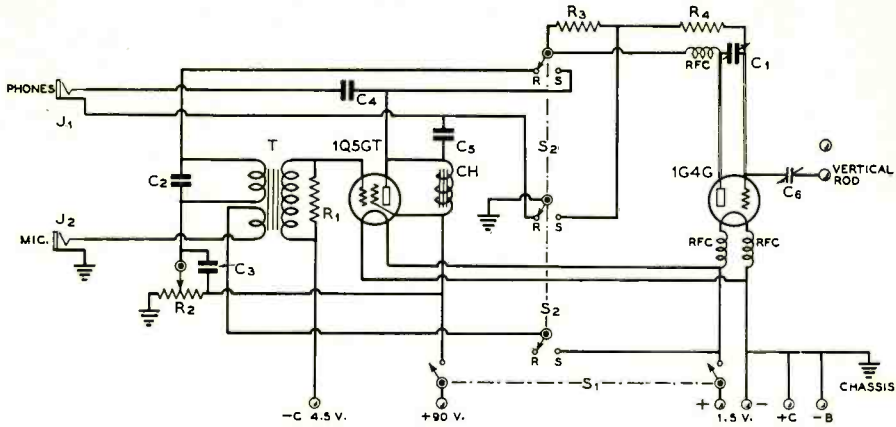 R3
R4
RFC
C1
R S
PHONES
C4
J1
C5
S2
T
1Q5GT
1G4G
VERTICAL
ROD
C2
CH
C6
R1
R S
J2
MIC.
RFC
RFC
C3
R2
S2
R S
S1
CHASSIS
-C 4.5 V.
+90 V.
+ 1.5 V. -
+C
-B